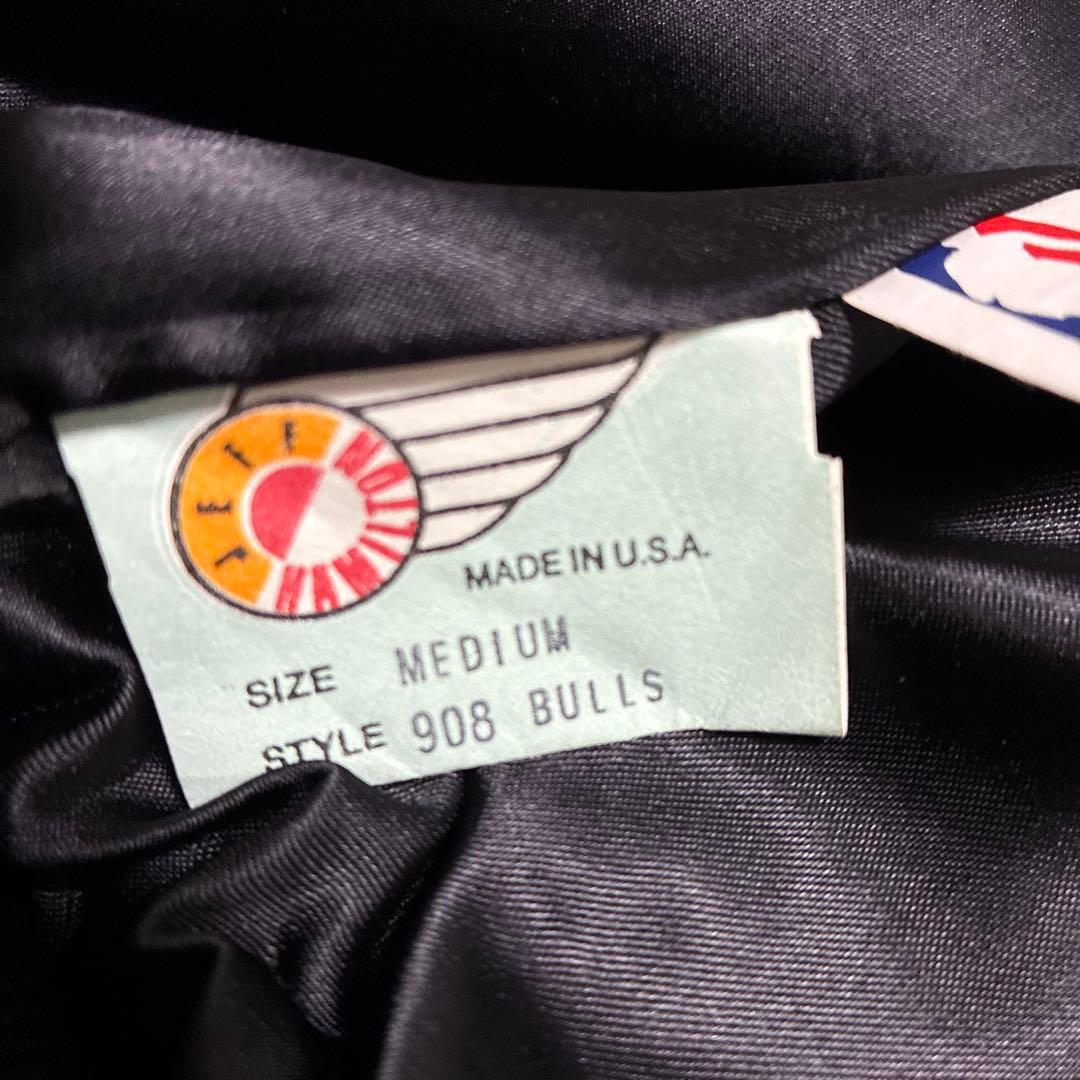 JEFF HAMILTON
MADE IN U.S.A.
SIZE MEDIUM
STYLE 908 BULLS